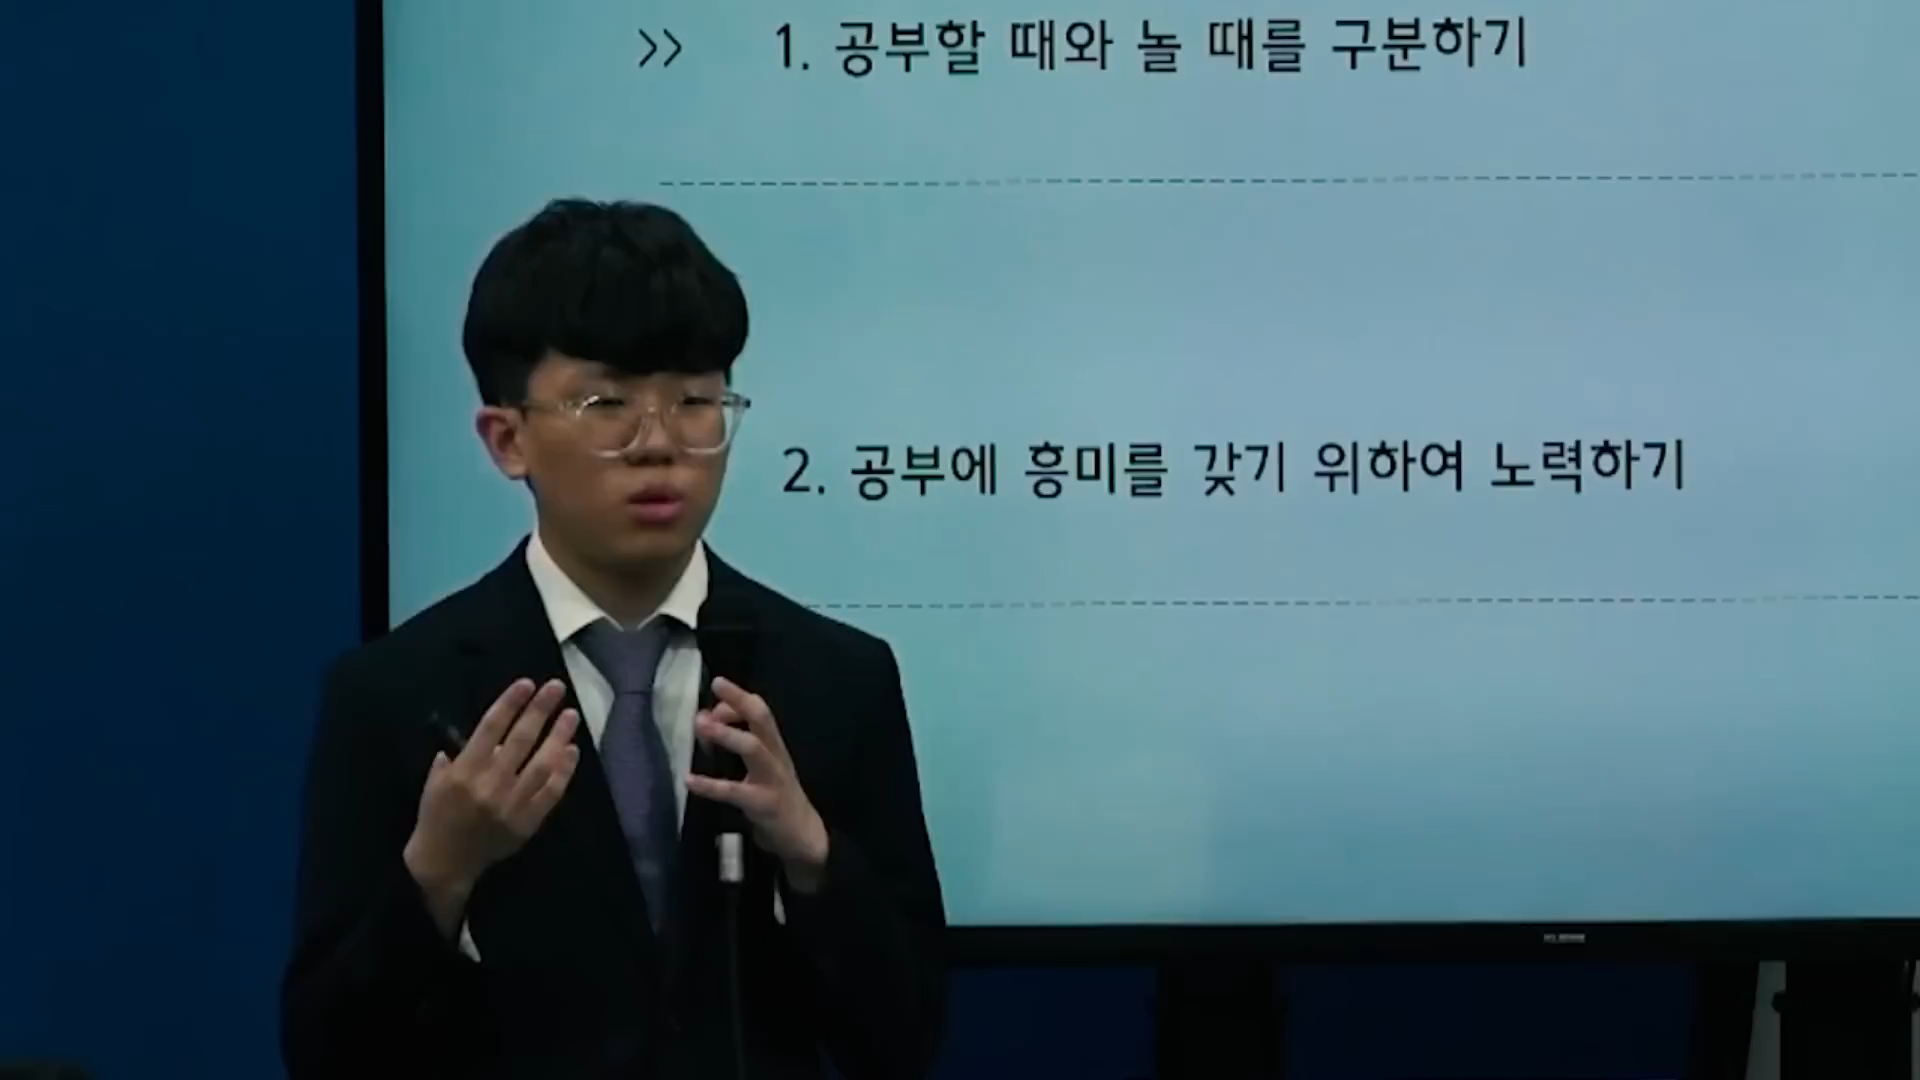 >> 1. 공부할 때와 놀 때를 구분하기
2. 공부에 흥미를 갖기 위하여 노력하기